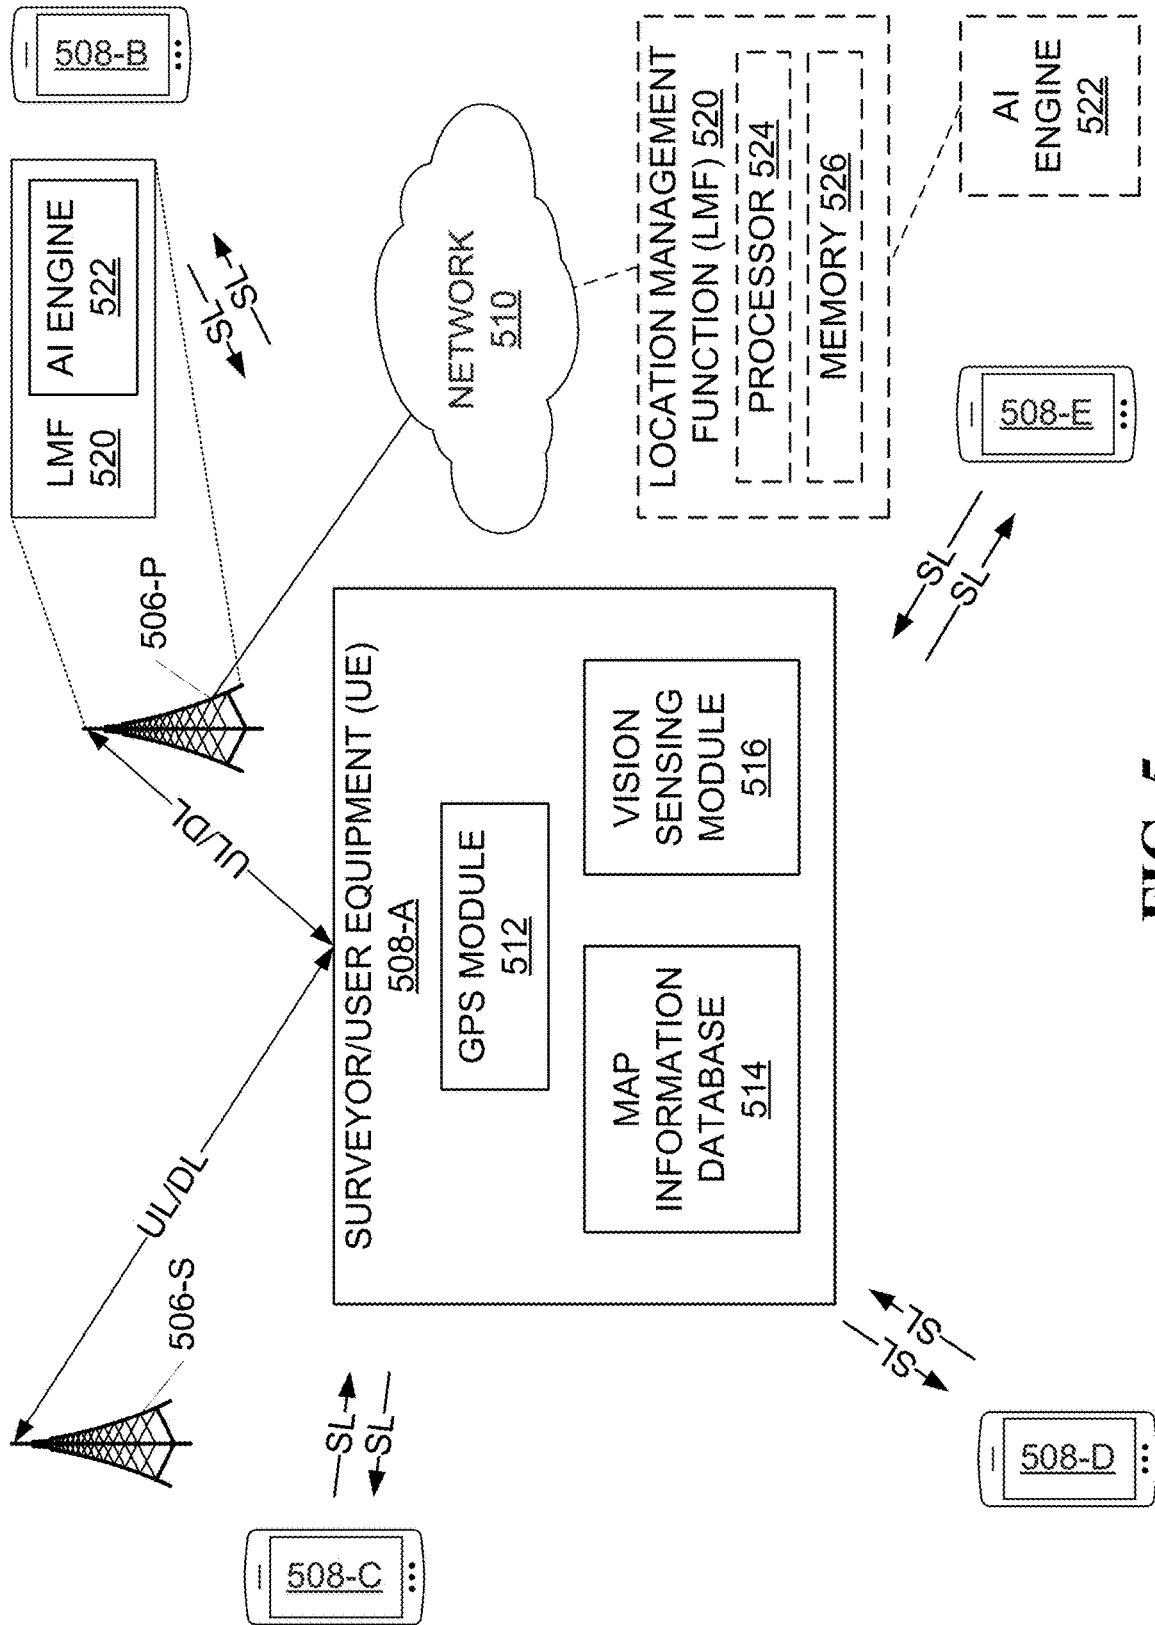 508-B
AI ENGINE
522
LMF
520
506-P
506-S
UL/DL
UL/DL
SL
SL
NETWORK
510
508-C
SL
SL
SURVEYOR/USER EQUIPMENT (UE)
508-A
GPS MODULE
512
MAP
INFORMATION
DATABASE
514
VISION
SENSING
MODULE
516
LOCATION MANAGEMENT
FUNCTION (LMF) 520
PROCESSOR 524
MEMORY 526
SL
SL
SL
SL
508-D
508-E
AI
ENGINE
522
FIG. 5